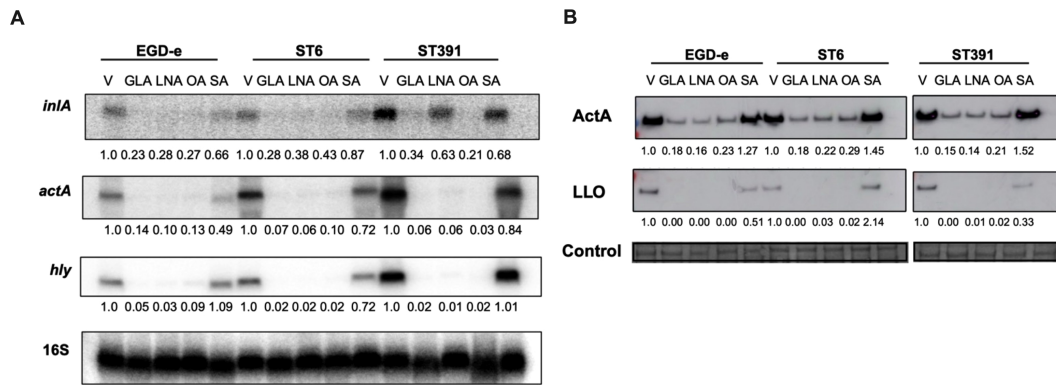 A
EGD-e ST6 ST391
V GLA LNA OA SA V GLA LNA OA SA V GLA LNA OA SA
inlA
1.0 0.23 0.28 0.27 0.66 1.0 0.28 0.38 0.43 0.87 1.0 0.34 0.63 0.21 0.68
actA
1.0 0.14 0.10 0.13 0.49 1.0 0.07 0.06 0.10 0.72 1.0 0.06 0.06 0.03 0.84
hly
1.0 0.05 0.03 0.09 1.09 1.0 0.02 0.02 0.02 0.72 1.0 0.02 0.01 0.02 1.01
16S
B
EGD-e ST6 ST391
V GLA LNA OA SA V GLA LNA OA SA V GLA LNA OA SA
ActA
1.0 0.18 0.16 0.23 1.27 1.0 0.18 0.22 0.29 1.45 1.0 0.15 0.14 0.21 1.52
LLO
1.0 0.00 0.00 0.00 0.51 1.0 0.00 0.03 0.02 2.14 1.0 0.00 0.01 0.02 0.33
Control